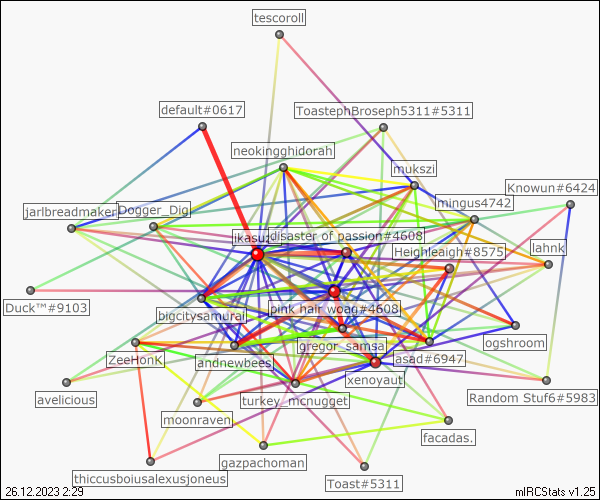 tescoroll
default#0617
ToastephBroseph5311#5311
neokingghidorah
mukszi
Knowun#6424
mingus4742
jarlbreadmaker
Dogger_Dig
disaster of passion#4608
lahnk
Heighleigh#8575
Duck™#9103
bigcitysamurai
pink hair woag#4608
ogshroom
gregor_samsa
ZeeHonK
andnewbees
asad#6947
xenoyaut
avelicious
turkey_mcnugget
Random Stuf6#5983
moonraven
facadas.
gazpachoman
thiccusboiusalexusjoneus
Toast#5311
26.12.2023 2:29
mIRCStats v1.25